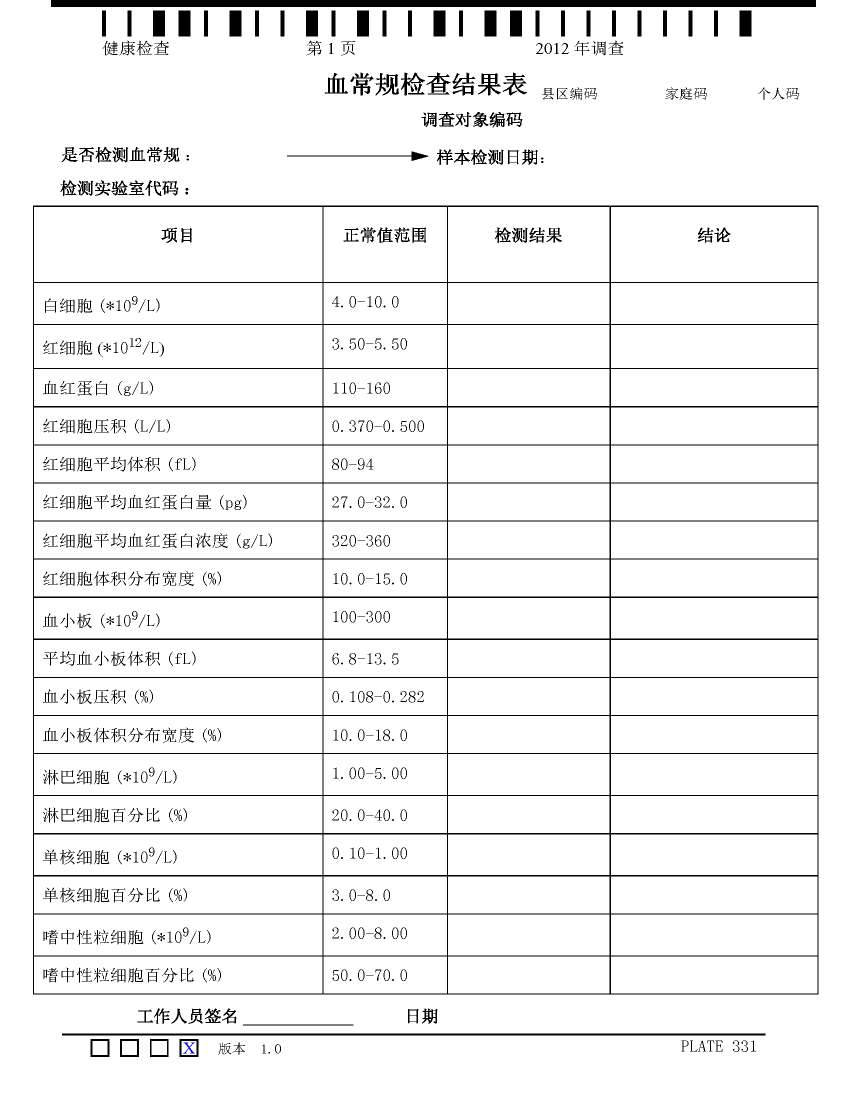 健康检查 第 1 页 2012 年调查
血常规检查结果表 县区编码 家庭码 个人码
调查对象编码
是否检测血常规： 样本检测日期：
检测实验室代码：
项目 正常值范围 检测结果 结论
白细胞 (*10⁹/L) 4.0-10.0
红细胞 (*10¹²/L) 3.50-5.50
血红蛋白 (g/L) 110-160
红细胞压积 (L/L) 0.370-0.500
红细胞平均体积 (fL) 80-94
红细胞平均血红蛋白量 (pg) 27.0-32.0
红细胞平均血红蛋白浓度 (g/L) 320-360
红细胞体积分布宽度 (%) 10.0-15.0
血小板 (*10⁹/L) 100-300
平均血小板体积 (fL) 6.8-13.5
血小板压积 (%) 0.108-0.282
血小板体积分布宽度 (%) 10.0-18.0
淋巴细胞 (*10⁹/L) 1.00-5.00
淋巴细胞百分比 (%) 20.0-40.0
单核细胞 (*10⁹/L) 0.10-1.00
单核细胞百分比 (%) 3.0-8.0
嗜中性粒细胞 (*10⁹/L) 2.00-8.00
嗜中性粒细胞百分比 (%) 50.0-70.0
工作人员签名 日期
X 版本 1.0 PLATE 331